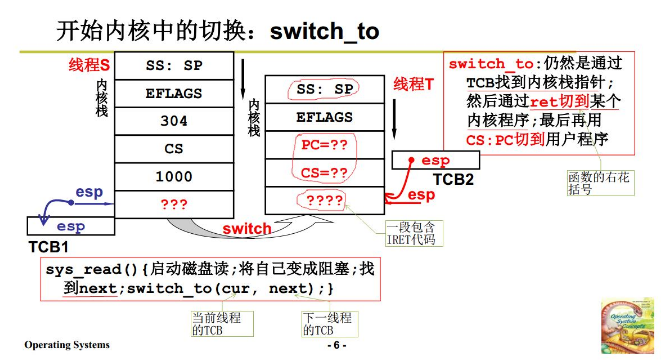 开始内核中的切换：switch_to
线程S
内核栈
SS: SP
EFLAGS
304
CS
1000
???
esp
esp
TCB1
switch
内核栈
线程T
SS: SP
EFLAGS
PC=??
CS=??
????
esp
TCB2
esp
一段包含
IRET代码
switch_to:仍然是通过
TCB找到内核栈指针;
然后通过ret切到某个
内核程序;最后再用
CS:PC切到用户程序
函数的右花
括号
sys_read(){启动磁盘读;将自己变成阻塞;找
到next;switch_to(cur, next);}
当前线程
的TCB
下一线程
的TCB
Operating Systems
- 6 -
Operating
System
Concepts